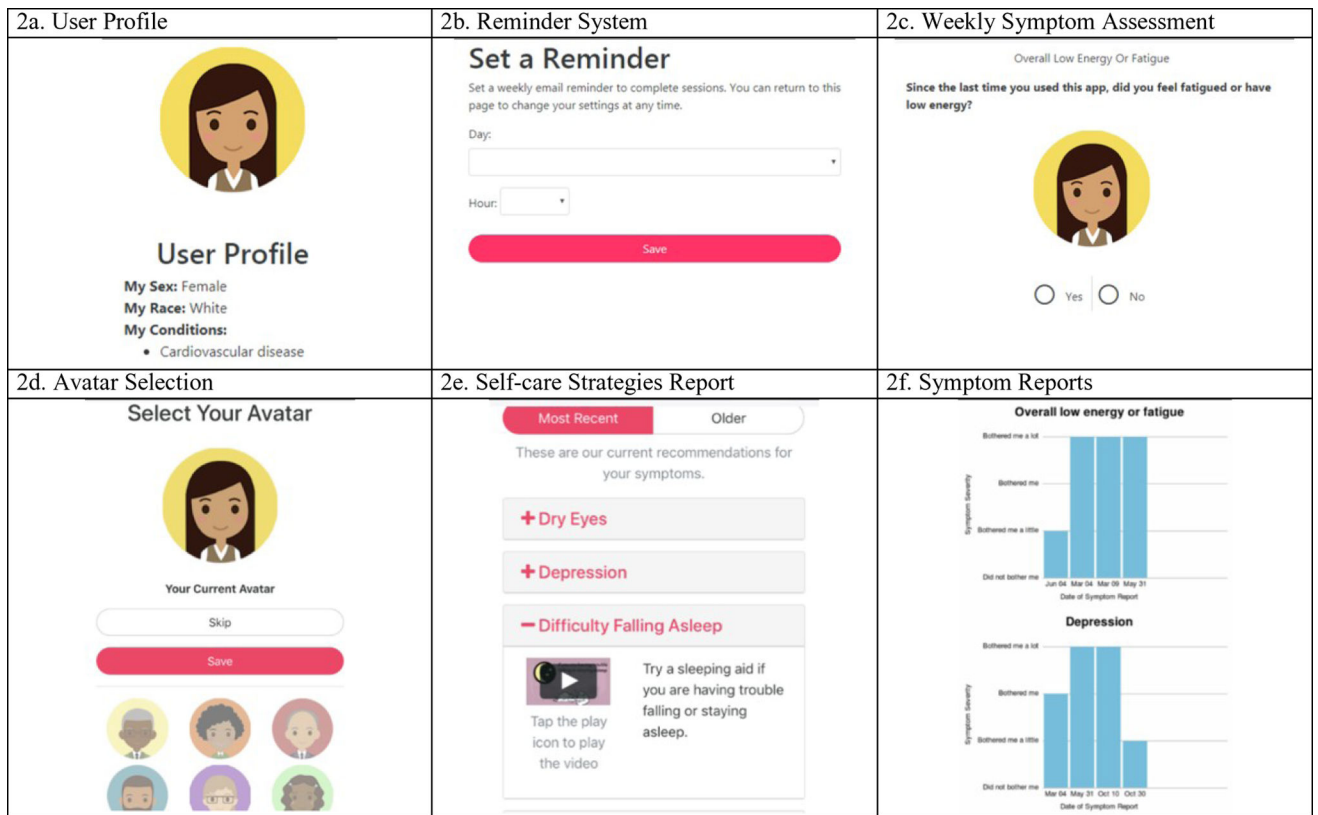 2a. User Profile
2b. Reminder System
2c. Weekly Symptom Assessment
User Profile
My Sex: Female
My Race: White
My Conditions:
• Cardiovascular disease
Set a Reminder
Set a weekly email reminder to complete sessions. You can return to this
page to change your settings at any time.
Day:
Hour:
Save
Overall Low Energy Or Fatigue
Since the last time you used this app, did you feel fatigued or have
low energy?
Yes
No
2d. Avatar Selection
2e. Self-care Strategies Report
2f. Symptom Reports
Select Your Avatar
Your Current Avatar
Skip
Save
Most Recent
Older
These are our current recommendations for
your symptoms.
+ Dry Eyes
+ Depression
− Difficulty Falling Asleep
Tap the play
icon to play
the video
Try a sleeping aid if
you are having trouble
falling or staying
asleep.
Overall low energy or fatigue
Symptom Severity
Bothered me a lot
Bothered me
Bothered me a little
Did not bother me
Jun 04 Mar 04 Mar 09 May 31
Date of Symptom Report
Depression
Symptom Severity
Bothered me a lot
Bothered me
Bothered me a little
Did not bother me
Mar 04 May 31 Oct 10 Oct 30
Date of Symptom Report